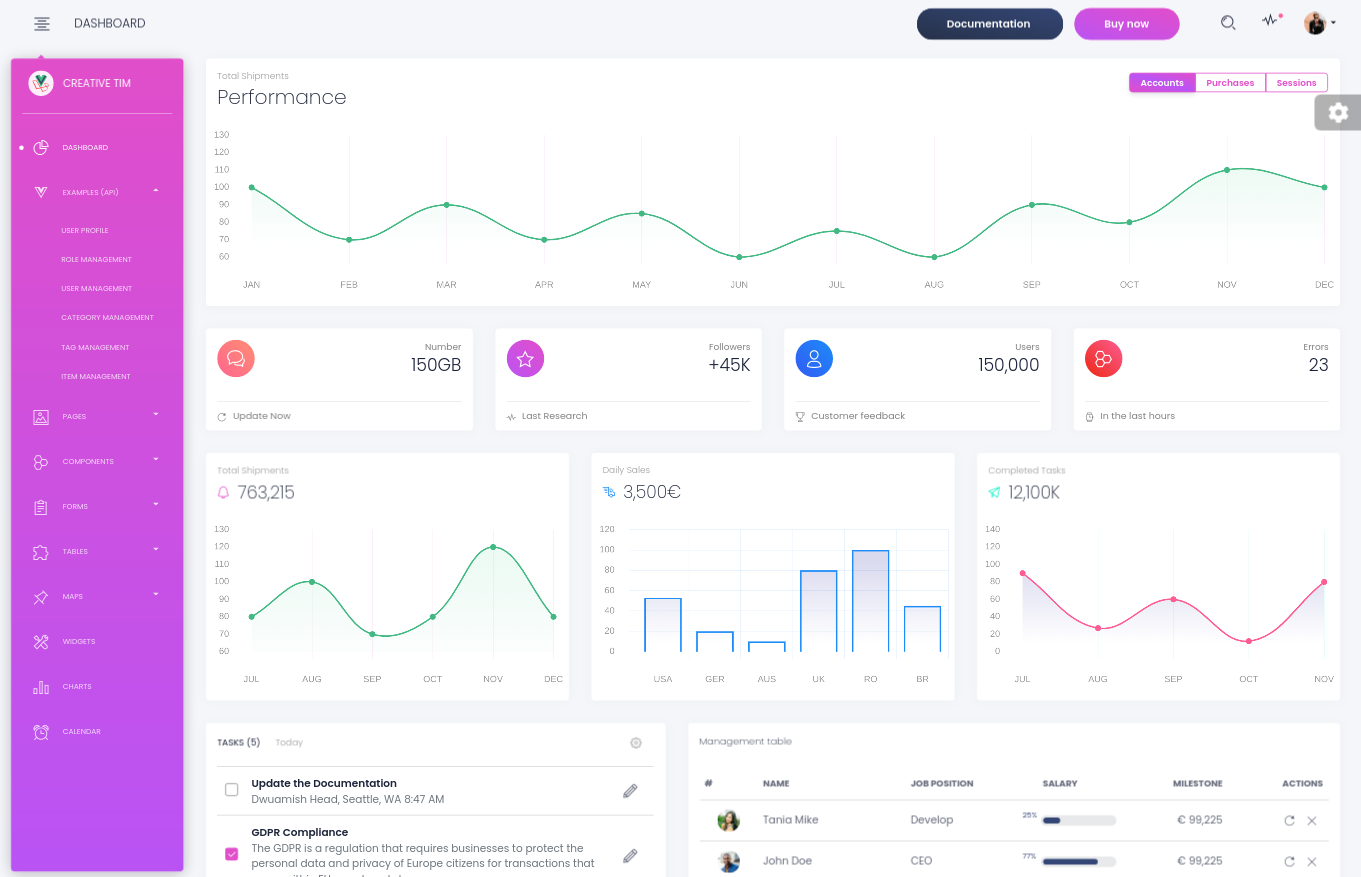 DASHBOARD
Documentation
Buy now
CREATIVE TIM
DASHBOARD
EXAMPLES (API)
USER PROFILE
ROLE MANAGEMENT
USER MANAGEMENT
CATEGORY MANAGEMENT
TAG MANAGEMENT
ITEM MANAGEMENT
PAGES
COMPONENTS
FORMS
TABLES
MAPS
WIDGETS
CHARTS
CALENDAR
Total Shipments
Performance
Accounts Purchases Sessions
130
120
110
100
90
80
70
60
JAN FEB MAR APR MAY JUN JUL AUG SEP OCT NOV DEC
Number
150GB
Update Now
Followers
+45K
Last Research
Users
150,000
Customer feedback
Errors
23
In the last hours
Total Shipments
763,215
130
120
110
100
90
80
70
60
JUL AUG SEP OCT NOV DEC
Daily Sales
3,500€
120
100
80
60
40
20
0
USA GER AUS UK RO BR
Completed Tasks
12,100K
140
120
100
80
60
40
20
0
JUL AUG SEP OCT NOV
TASKS (5) Today
Update the Documentation
Dwuamish Head, Seattle, WA 8:47 AM
GDPR Compliance
The GDPR is a regulation that requires businesses to protect the
personal data and privacy of Europe citizens for transactions that
Management table
# NAME JOB POSITION SALARY MILESTONE ACTIONS
Tania Mike Develop 25% € 99,225
John Doe CEO 77% € 99,225